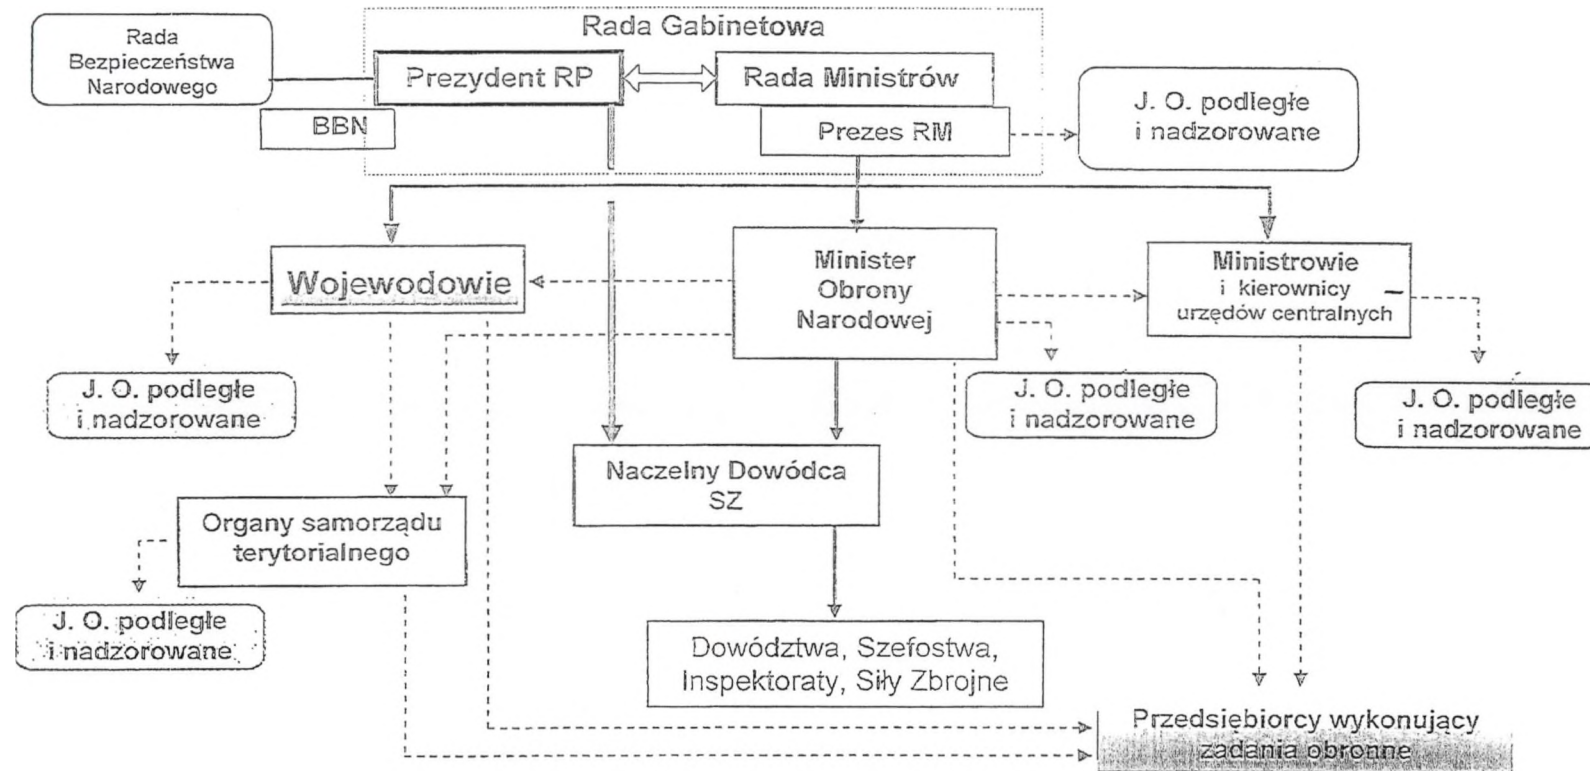 Rada Gabinetowa
Rada
Bezpieczeństwa
Narodowego
Prezydent RP
Rada Ministrów
BBN
Prezes RM
J. O. podległe
i nadzorowane
Wojewodowie
Minister
Obrony
Narodowej
Ministrowie
i kierownicy
urzędów centralnych
J. O. podległe
i nadzorowane
J. O. podległe
i nadzorowane
J. O. podległe
i nadzorowane
Naczelny Dowódca
SZ
Organy samorządu
terytorialnego
J. O. podległe
i nadzorowane
Dowództwa, Szefostwa,
Inspektoraty, Siły Zbrojne
Przedsiębiorcy wykonujący
zadania obronne